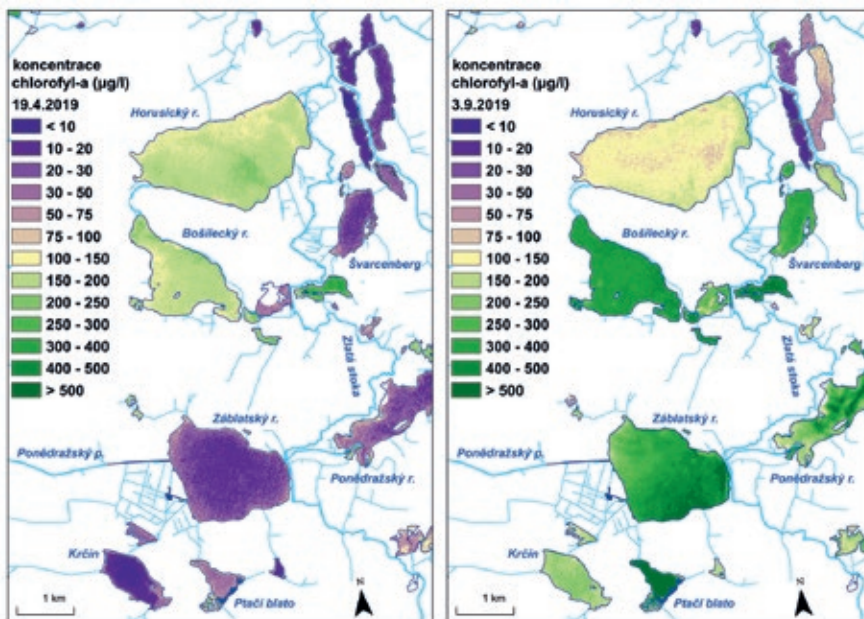 koncentrace
chlorofyl-a (µg/l)
19.4.2019
< 10
10 - 20
20 - 30
30 - 50
50 - 75
75 - 100
100 - 150
150 - 200
200 - 250
250 - 300
300 - 400
400 - 500
> 500
Horusický r.
Bošilecký r.
Švarcenberg
Zlatá stoka
Záblatský r.
Ponědražský p.
Ponědražský r.
Krčín
Ptačí blato
1 km
N
koncentrace
chlorofyl-a (µg/l)
3.9.2019
< 10
10 - 20
20 - 30
30 - 50
50 - 75
75 - 100
100 - 150
150 - 200
200 - 250
250 - 300
300 - 400
400 - 500
> 500
Horusický r.
Bošilecký r.
Švarcenberg
Zlatá stoka
Záblatský r.
Ponědražský p.
Ponědražský r.
Krčín
Ptačí blato
1 km
N